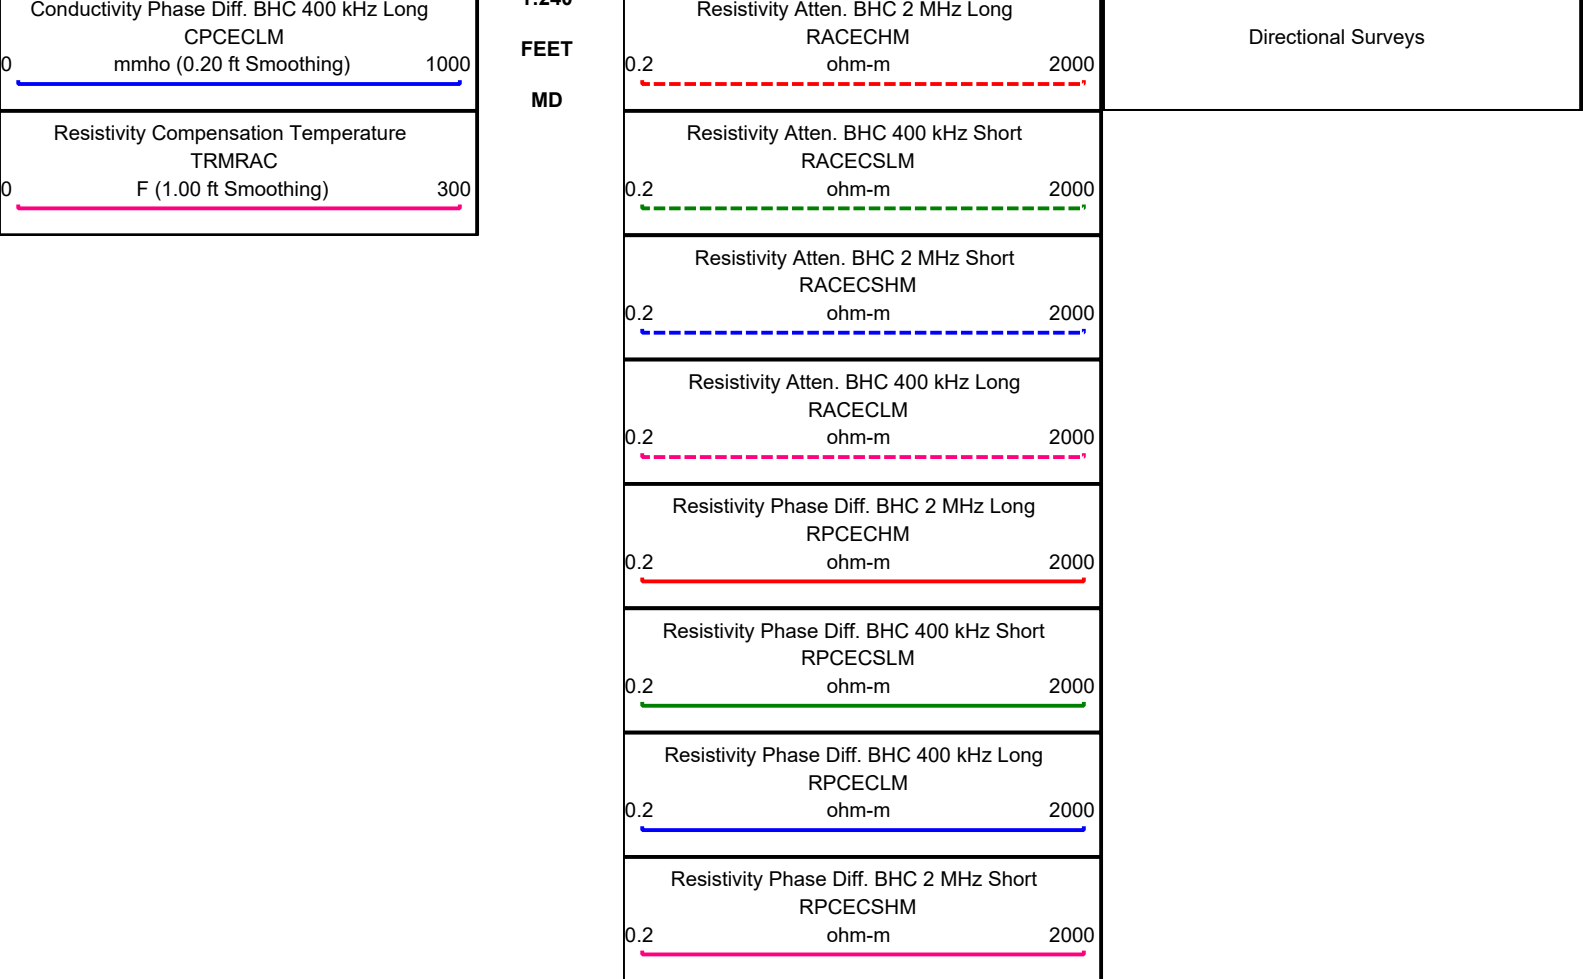 Conductivity Phase Diff. BHC 400 kHz Long
CPCECLM
0 mmho (0.20 ft Smoothing) 1000
Resistivity Compensation Temperature
TRMRAC
0 F (1.00 ft Smoothing) 300
1:240
FEET
MD
Resistivity Atten. BHC 2 MHz Long
RACECHM
0.2 ohm-m 2000
Resistivity Atten. BHC 400 kHz Short
RACECSLM
0.2 ohm-m 2000
Resistivity Atten. BHC 2 MHz Short
RACECSHM
0.2 ohm-m 2000
Resistivity Atten. BHC 400 kHz Long
RACECLM
0.2 ohm-m 2000
Resistivity Phase Diff. BHC 2 MHz Long
RPCECHM
0.2 ohm-m 2000
Resistivity Phase Diff. BHC 400 kHz Short
RPCECSLM
0.2 ohm-m 2000
Resistivity Phase Diff. BHC 400 kHz Long
RPCECLM
0.2 ohm-m 2000
Resistivity Phase Diff. BHC 2 MHz Short
RPCECSHM
0.2 ohm-m 2000
Directional Surveys